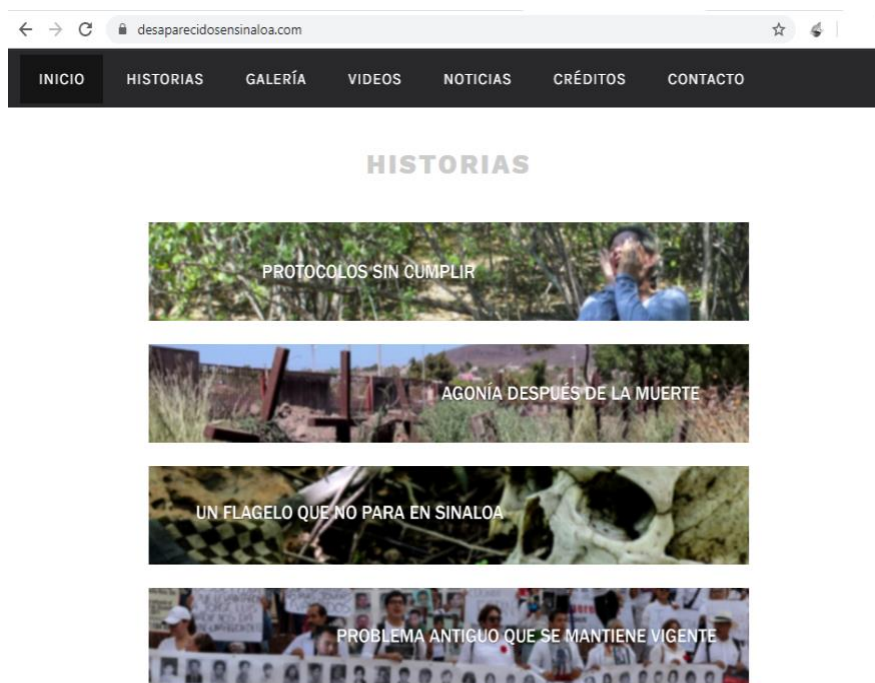 desaparecidosensinaloa.com
INICIO HISTORIAS GALERÍA VIDEOS NOTICIAS CRÉDITOS CONTACTO
HISTORIAS
PROTOCOLOS SIN CUMPLIR
AGONÍA DESPUÉS DE LA MUERTE
UN FLAGELO QUE NO PARA EN SINALOA
PROBLEMA ANTIGUO QUE SE MANTIENE VIGENTE